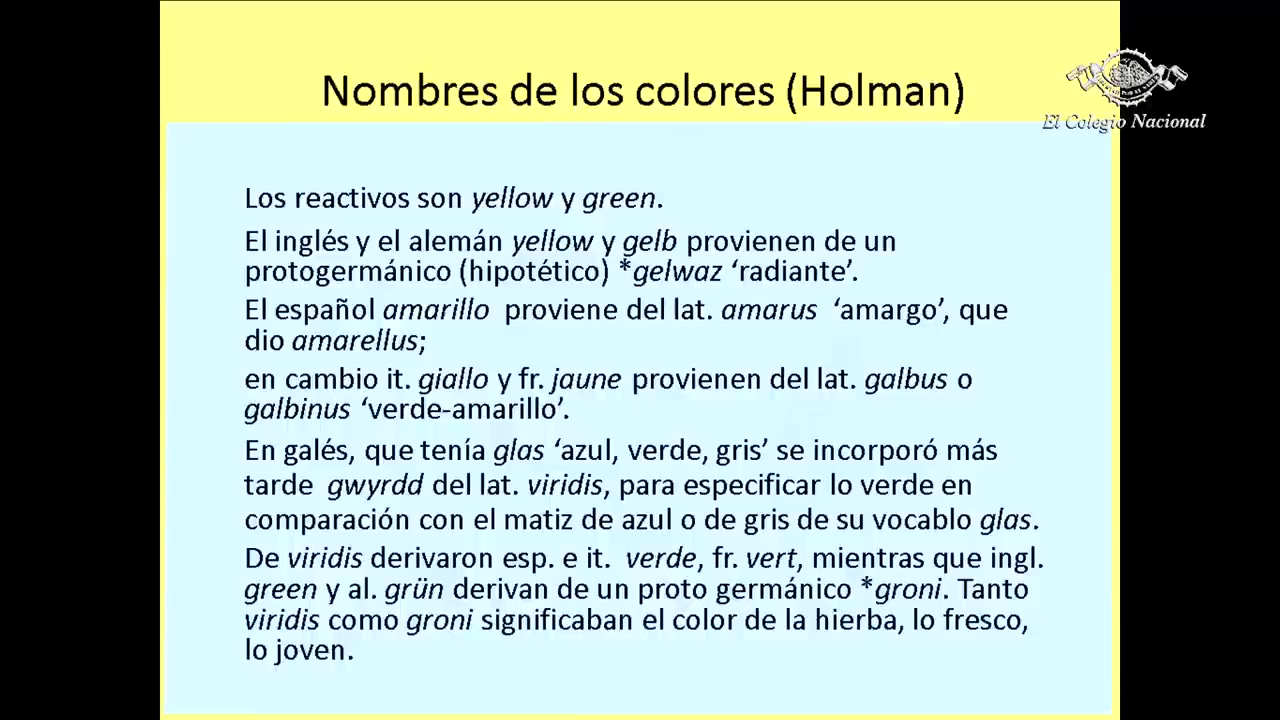 Nombres de los colores (Holman)
El Colegio Nacional
Los reactivos son yellow y green.
El inglés y el alemán yellow y gelb provienen de un
protogermánico (hipotético) *gelwaz ‘radiante’.
El español amarillo proviene del lat. amarus ‘amargo’, que
dio amarellus;
en cambio it. giallo y fr. jaune provienen del lat. galbus o
galbinus ‘verde-amarillo’.
En galés, que tenía glas ‘azul, verde, gris’ se incorporó más
tarde gwyrdd del lat. viridis, para especificar lo verde en
comparación con el matiz de azul o de gris de su vocablo glas.
De viridis derivaron esp. e it. verde, fr. vert, mientras que ingl.
green y al. grün derivan de un proto germánico *groni. Tanto
viridis como groni significaban el color de la hierba, lo fresco,
lo joven.